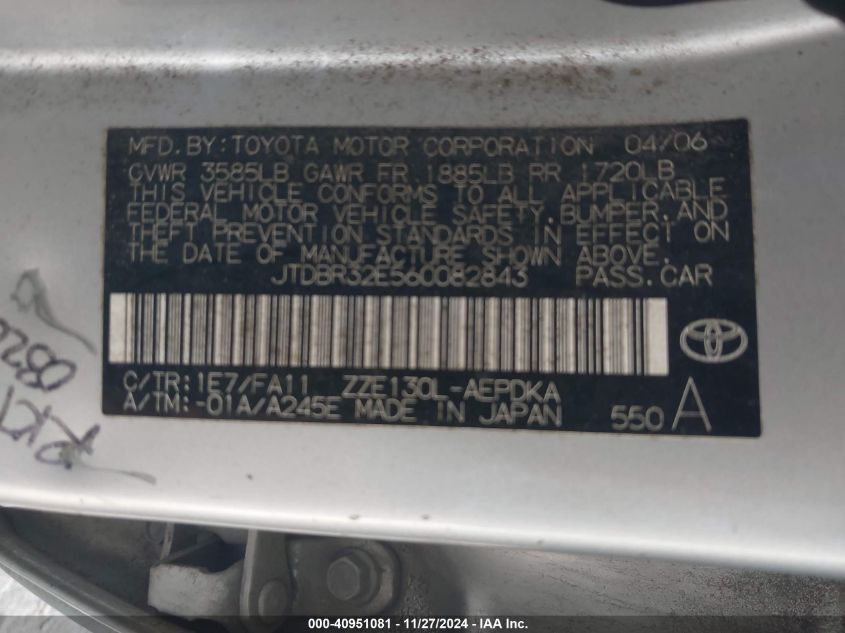 MFD. BY: TOYOTA MOTOR CORPORATION 04/06
GVWR 3585LB GAWR FR 1885LB RR 1720LB
THIS VEHICLE CONFORMS TO ALL APPLICABLE
FEDERAL MOTOR VEHICLE SAFETY, BUMPER, AND
THEFT PREVENTION STANDARDS IN EFFECT ON
THE DATE OF MANUFACTURE SHOWN ABOVE.
JTDBR32E560082843 PASS. CAR
C/TR: 1E7/FA11 ZZE130L-AEPDKA
A/TM: -01A/A245E MADE IN JAPAN 550 A
000-40951081 - 11/27/2024 - IAA Inc.